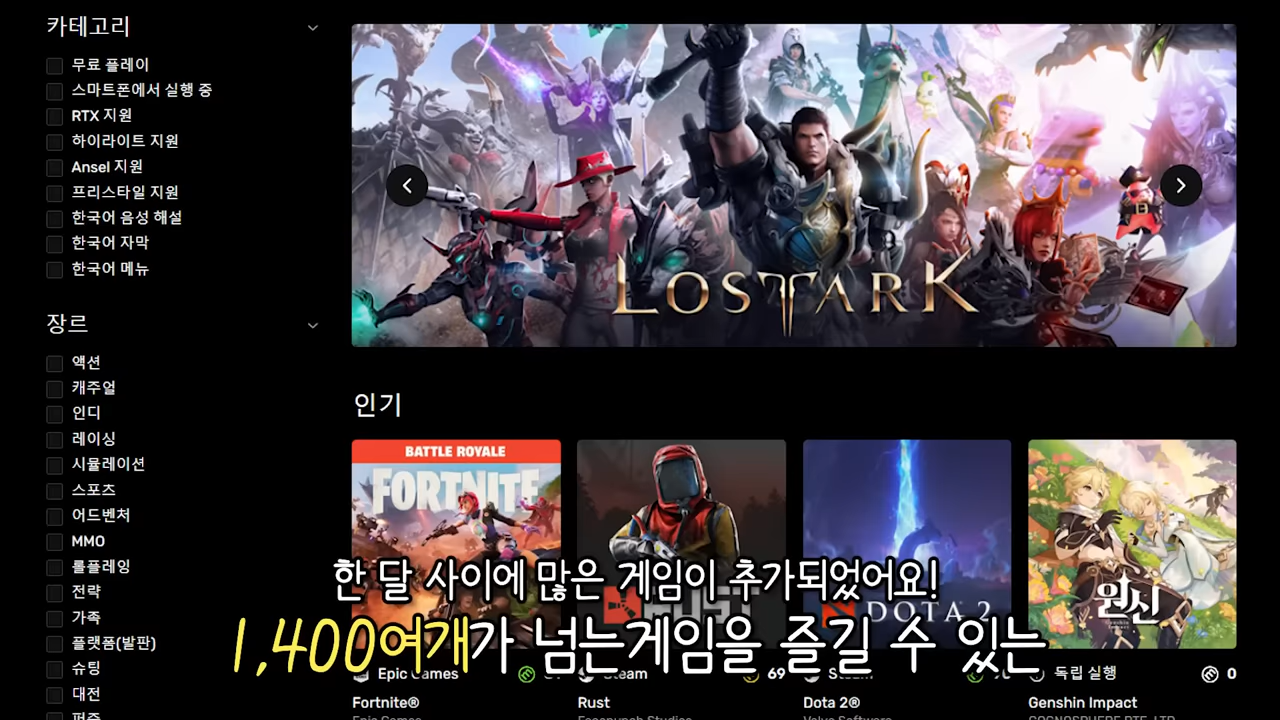 카테고리
무료 플레이
스마트폰에서 실행 중
RTX 지원
하이라이트 지원
Ansel 지원
프리스타일 지원
한국어 음성 해설
한국어 자막
한국어 메뉴
장르
액션
캐주얼
인디
레이싱
시뮬레이션
스포츠
어드벤처
MMO
롤플레잉
전략
가족
플랫폼(발판)
슈팅
대전
LOST ARK
인기
BATTLE ROYALE
FORTNITE
DOTA 2
원신
한 달 사이에 많은 게임이 추가되었어요!
1,400여개가 넘는게임을 즐길 수 있는
Epic Games
Steam
69
독립 실행
0
Fortnite®
Rust
Dota 2®
Genshin Impact